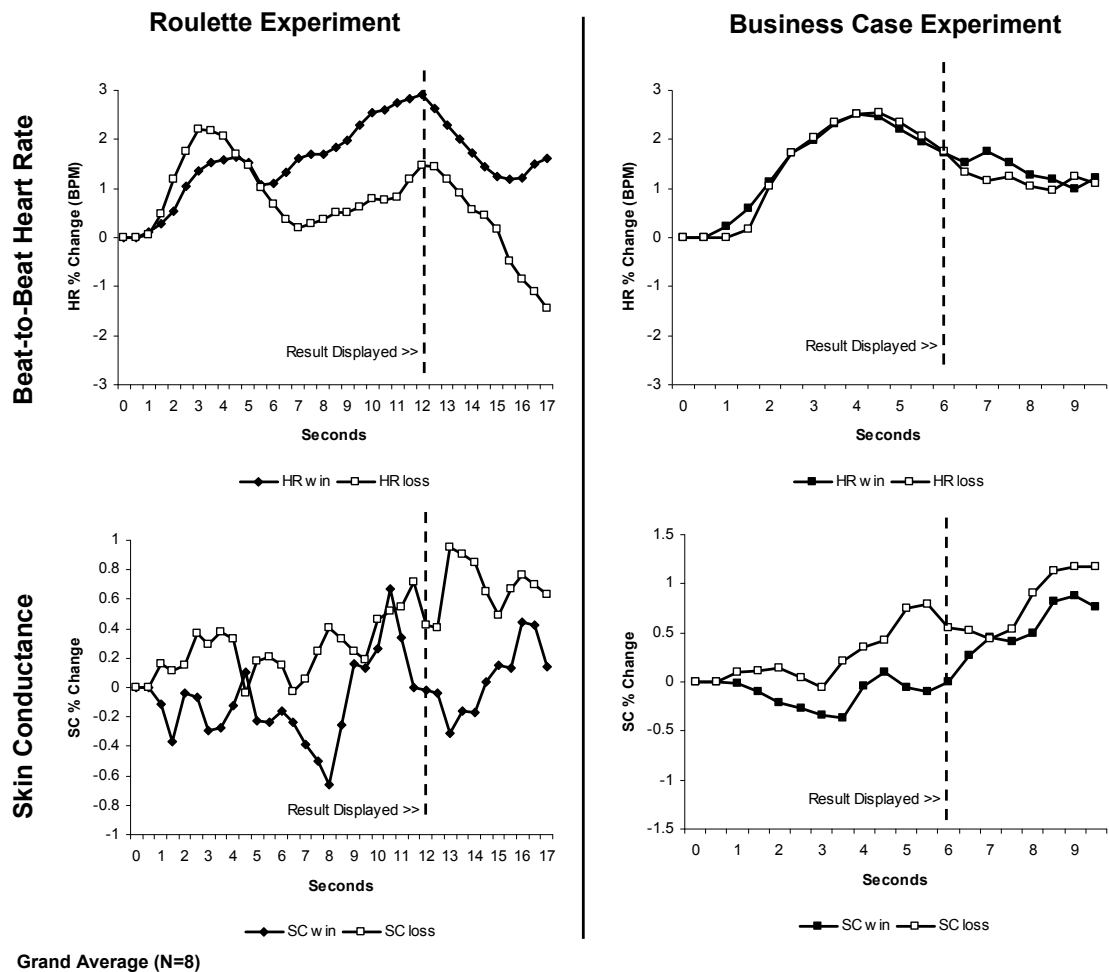 Roulette Experiment
Business Case Experiment
Beat-to-Beat Heart Rate
HR % Change (BPM)
3
2
1
0
-1
-2
-3
Result Displayed >>
0 1 2 3 4 5 6 7 8 9 10 11 12 13 14 15 16 17
Seconds
HR win HR loss
HR % Change (BPM)
3
2
1
0
-1
-2
-3
Result Displayed >>
0 1 2 3 4 5 6 7 8 9
Seconds
HR win HR loss
Skin Conductance
SC % Change
1
0.8
0.6
0.4
0.2
0
-0.2
-0.4
-0.6
-0.8
-1
Result Displayed >>
0 1 2 3 4 5 6 7 8 9 10 11 12 13 14 15 16 17
Seconds
SC win SC loss
SC % Change
1.5
1
0.5
0
-0.5
-1
-1.5
Result Displayed >>
0 1 2 3 4 5 6 7 8 9
Seconds
SC win SC loss
Grand Average (N=8)